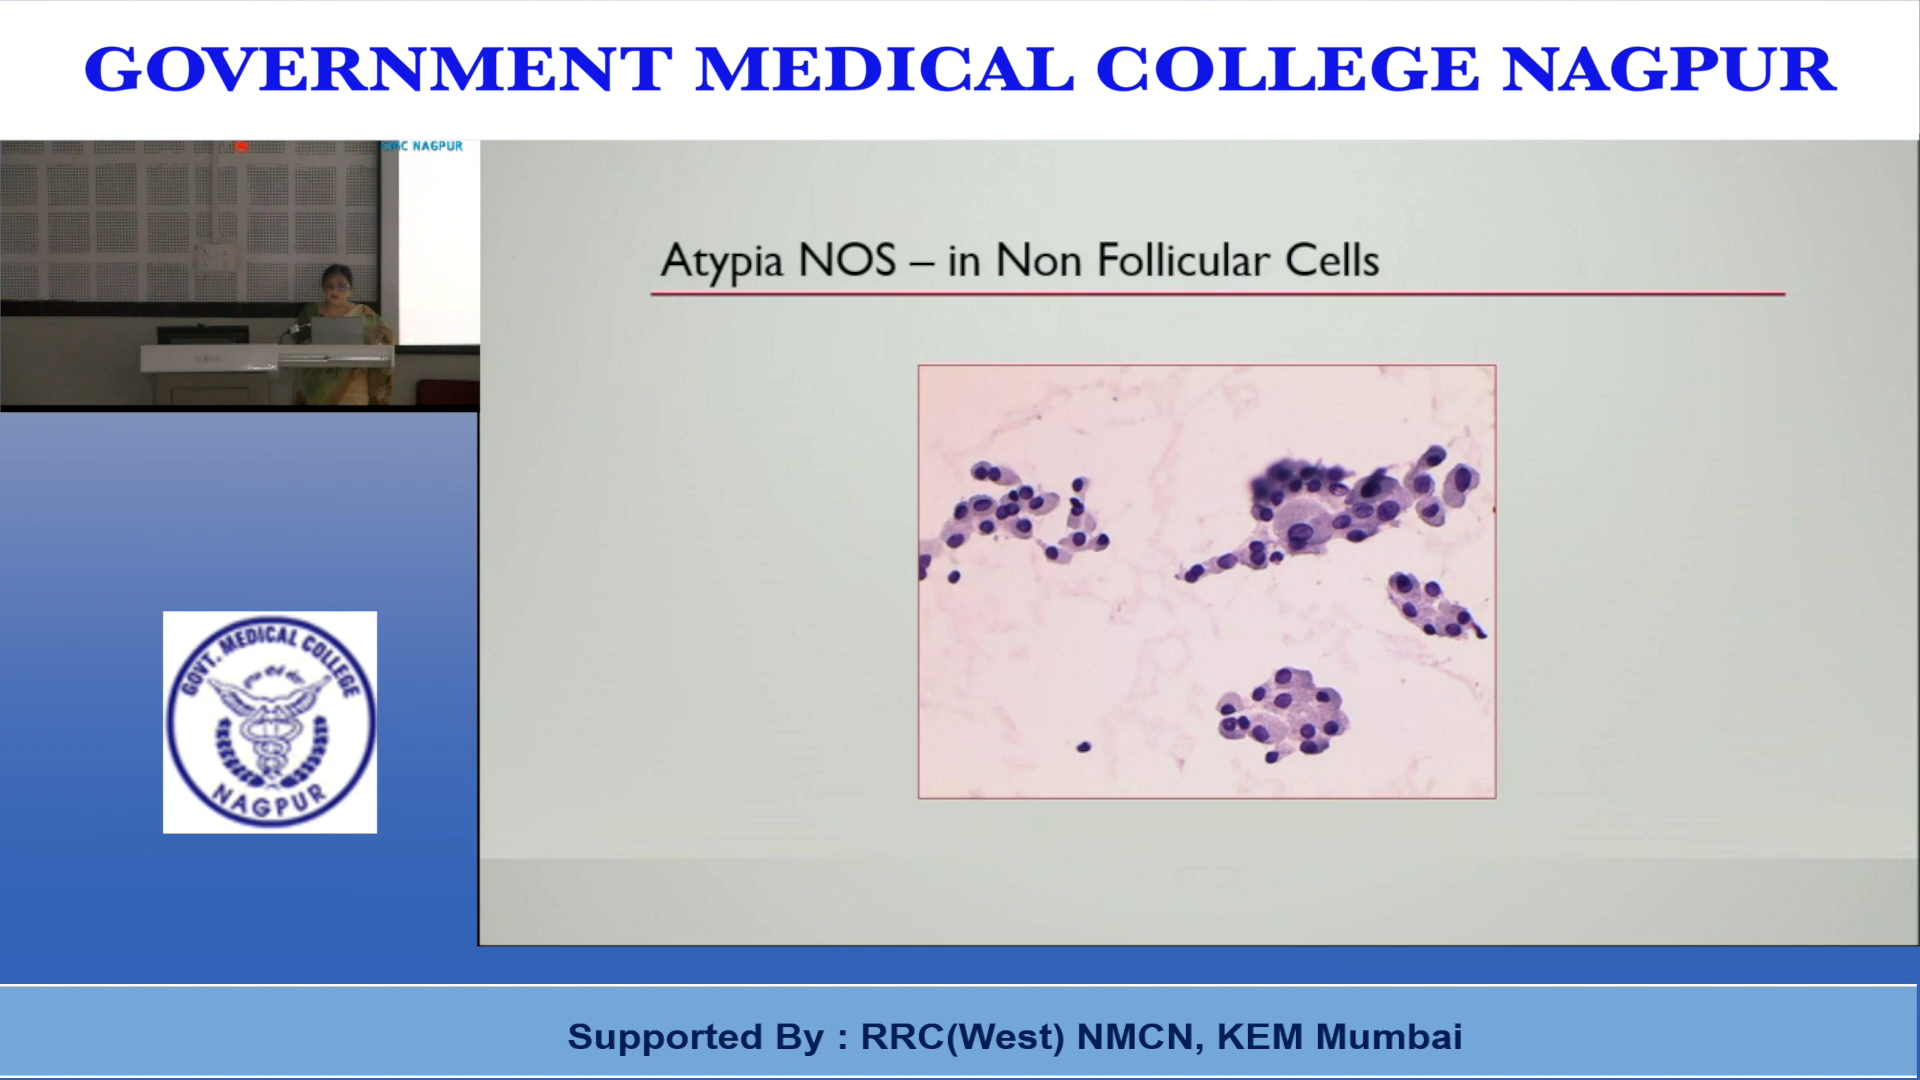 GOVERNMENT MEDICAL COLLEGE NAGPUR
GMC NAGPUR
Atypia NOS – in Non Follicular Cells
GOVT. MEDICAL COLLEGE
NAGPUR
Supported By : RRC(West) NMCN, KEM Mumbai